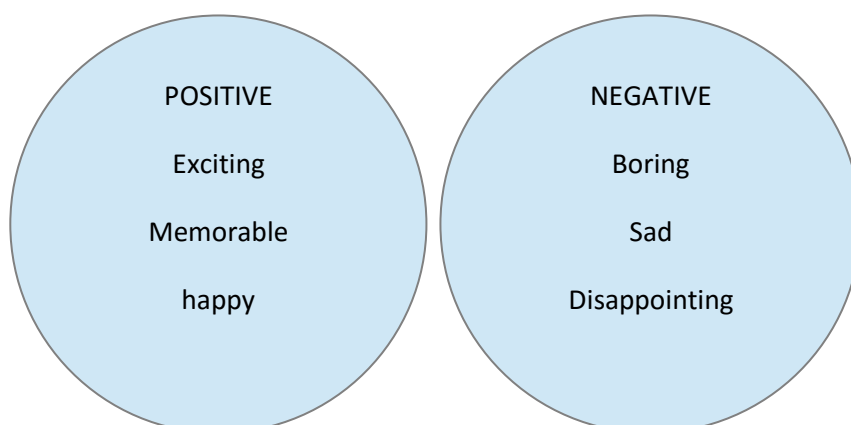 POSITIVE
Exciting
Memorable
happy
NEGATIVE
Boring
Sad
Disappointing